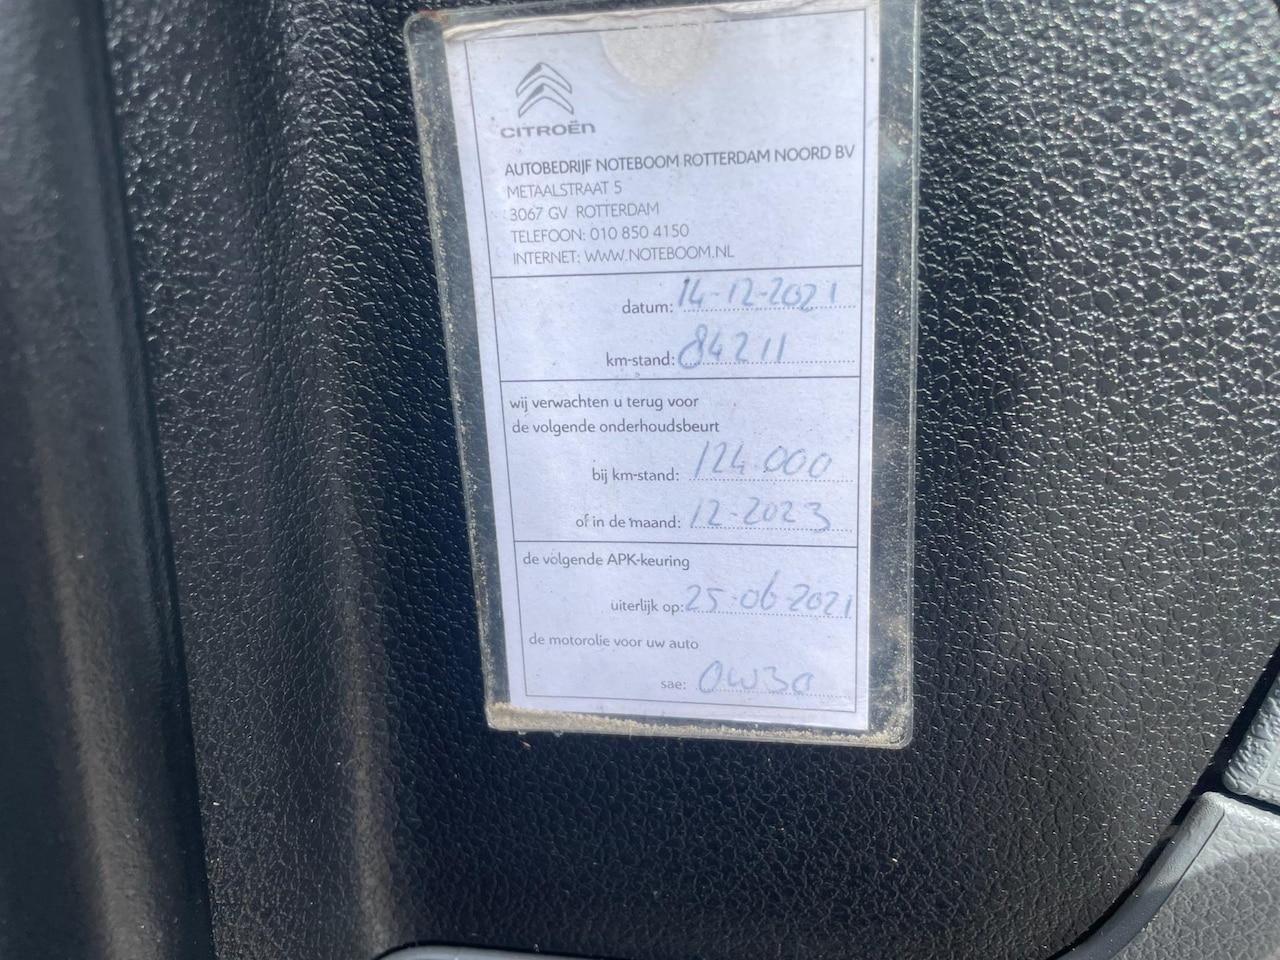 CITROËN
AUTOBEDRIJF NOTEBOOM ROTTERDAM NOORD BV
METAALSTRAAT 5
3067 GV ROTTERDAM
TELEFOON: 010 850 4150
INTERNET: WWW.NOTEBOOM.NL
datum: 14-12-2021
km-stand: 84211
wij verwachten u terug voor
de volgende onderhoudsbeurt
bij km-stand: 124.000
of in de maand: 12-2023
de volgende APK-keuring
uiterlijk op: 25-06-2021
de motorolie voor uw auto
sae: 0W30